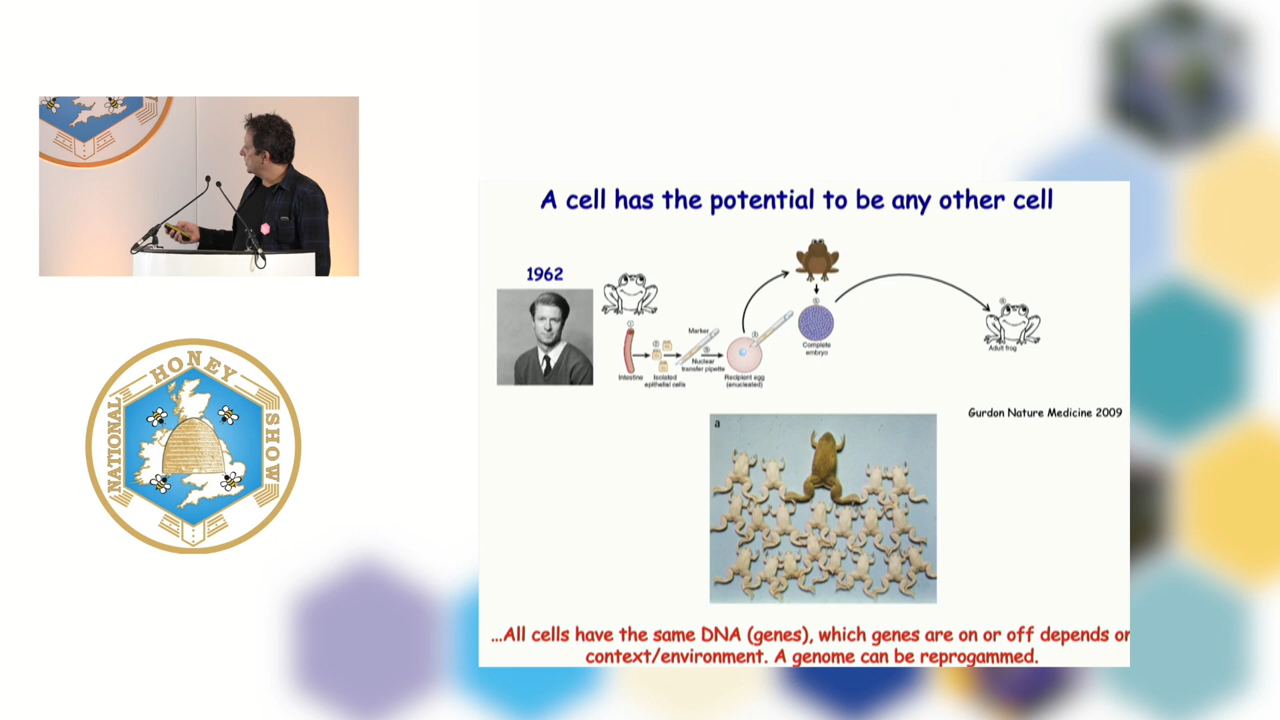 A cell has the potential to be any other cell
1962
Marker
Intestine
Isolated
epithelial cells
Nuclear
transfer pipette
Recipient egg
(enucleated)
Complete
embryo
Adult frog
Gurdon Nature Medicine 2009
a
...All cells have the same DNA (genes), which genes are on or off depends on
context/environment. A genome can be reprogammed.
NATIONAL HONEY SHOW